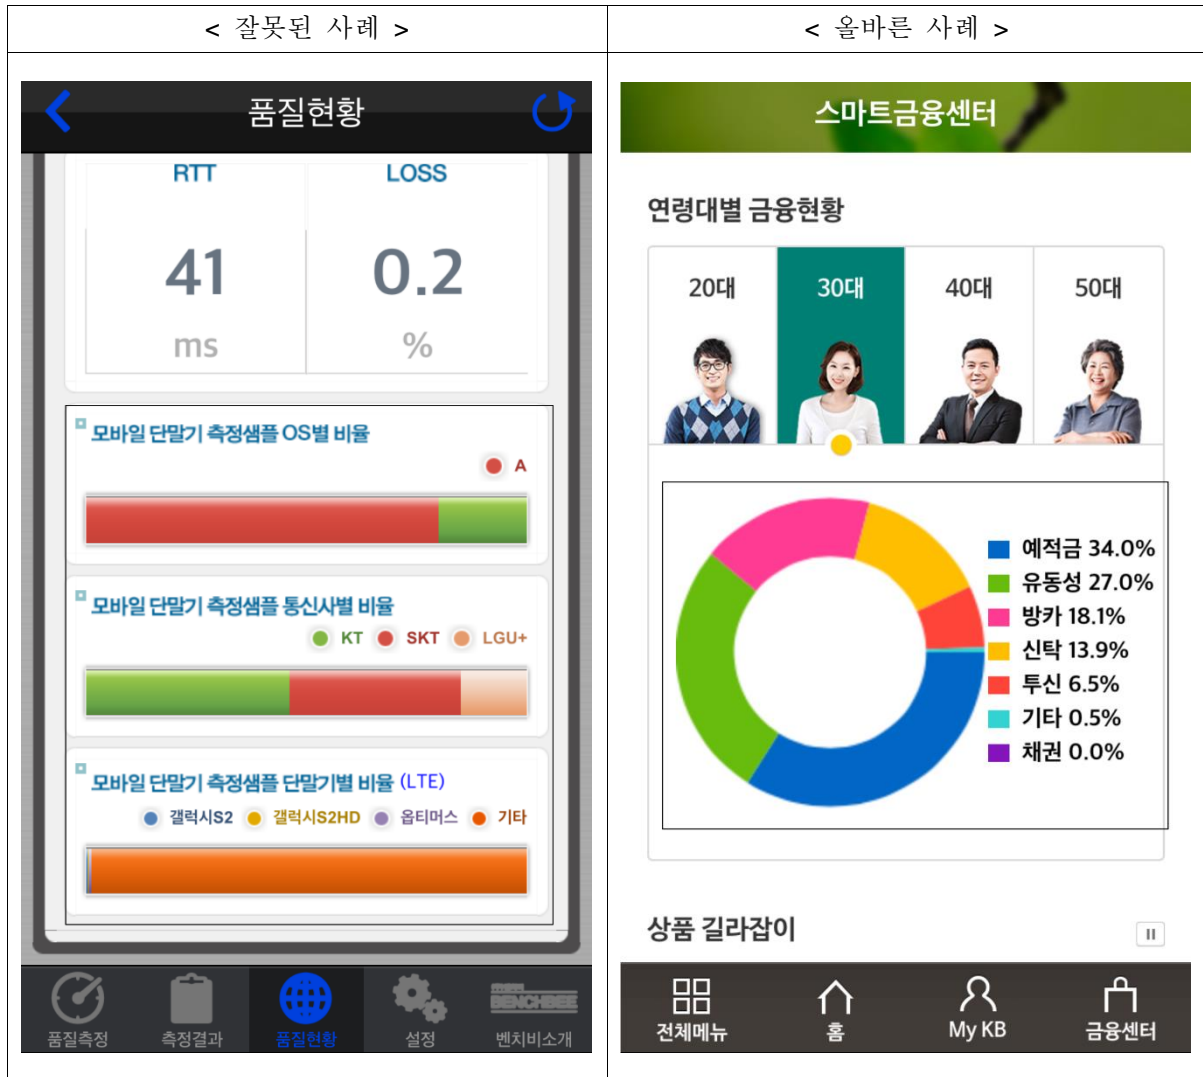 < 잘못된 사례 >
< 올바른 사례 >
품질현황
RTT
LOSS
41
0.2
ms
%
모바일 단말기 측정샘플 OS별 비율
A
모바일 단말기 측정샘플 통신사별 비율
KT SKT LGU+
모바일 단말기 측정샘플 단말기별 비율 (LTE)
갤럭시S2 갤럭시S2HD 옵티머스 기타
BENCHBEE
품질측정 측정결과 품질현황 설정 벤치비소개
스마트금융센터
연령대별 금융현황
20대 30대 40대 50대
예적금 34.0%
유동성 27.0%
방카 18.1%
신탁 13.9%
투신 6.5%
기타 0.5%
채권 0.0%
상품 길라잡이
전체메뉴 홈 My KB 금융센터